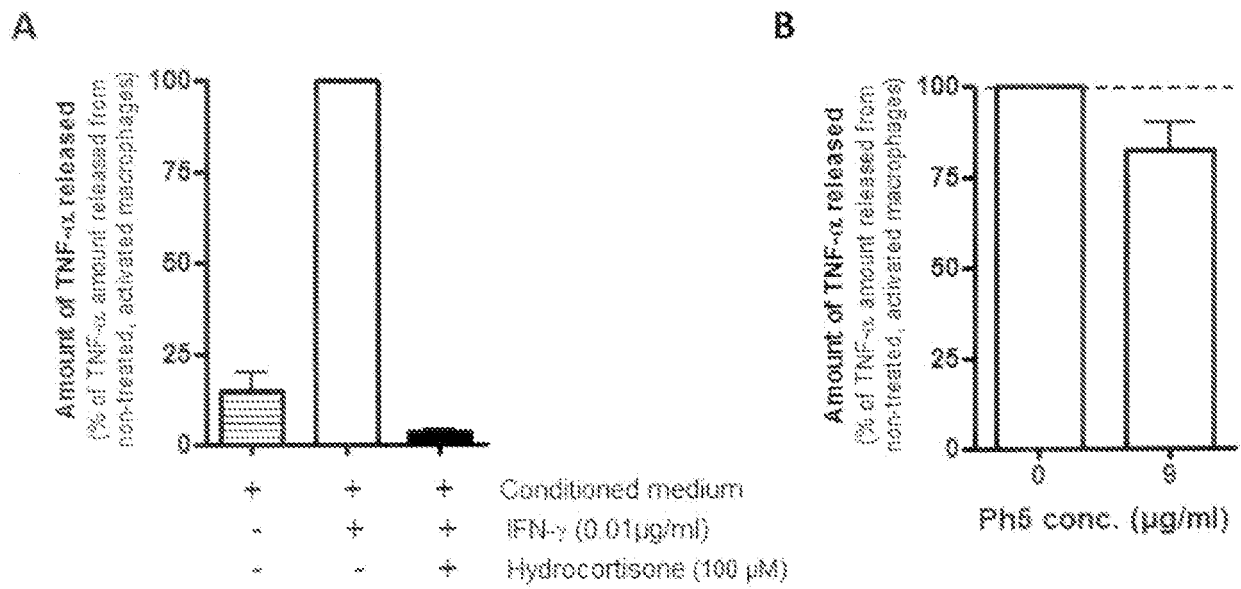 A
Amount of TNF-α released
(% of TNF-α amount released from
non-treated, activated macrophages)
100
75
50
25
0
+ + + Conditioned medium
- + + IFN-γ (0.01µg/ml)
- - + Hydrocortisone (100 µM)
B
Amount of TNF-α released
(% of TNF-α amount released from
non-treated, activated macrophages)
100
75
50
25
0
0 9
Ph5 conc. (µg/ml)